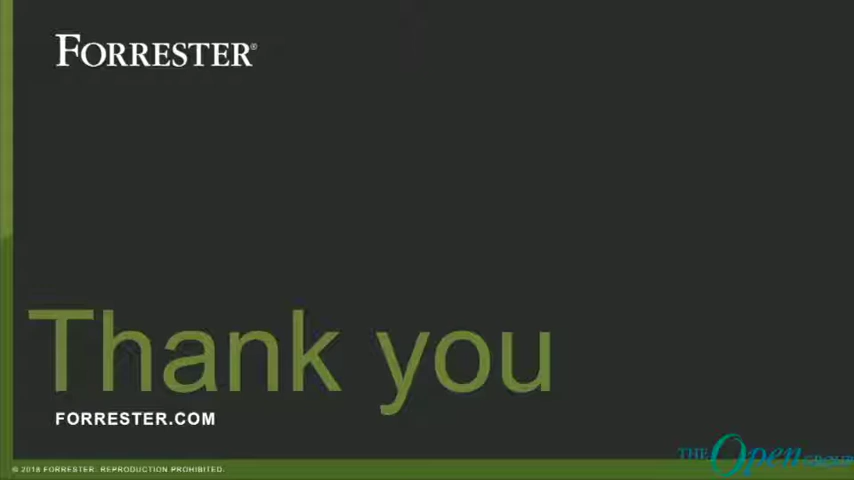 FORRESTER®
Thank you
FORRESTER.COM
© 2018 FORRESTER. REPRODUCTION PROHIBITED.
THE Open GROUP